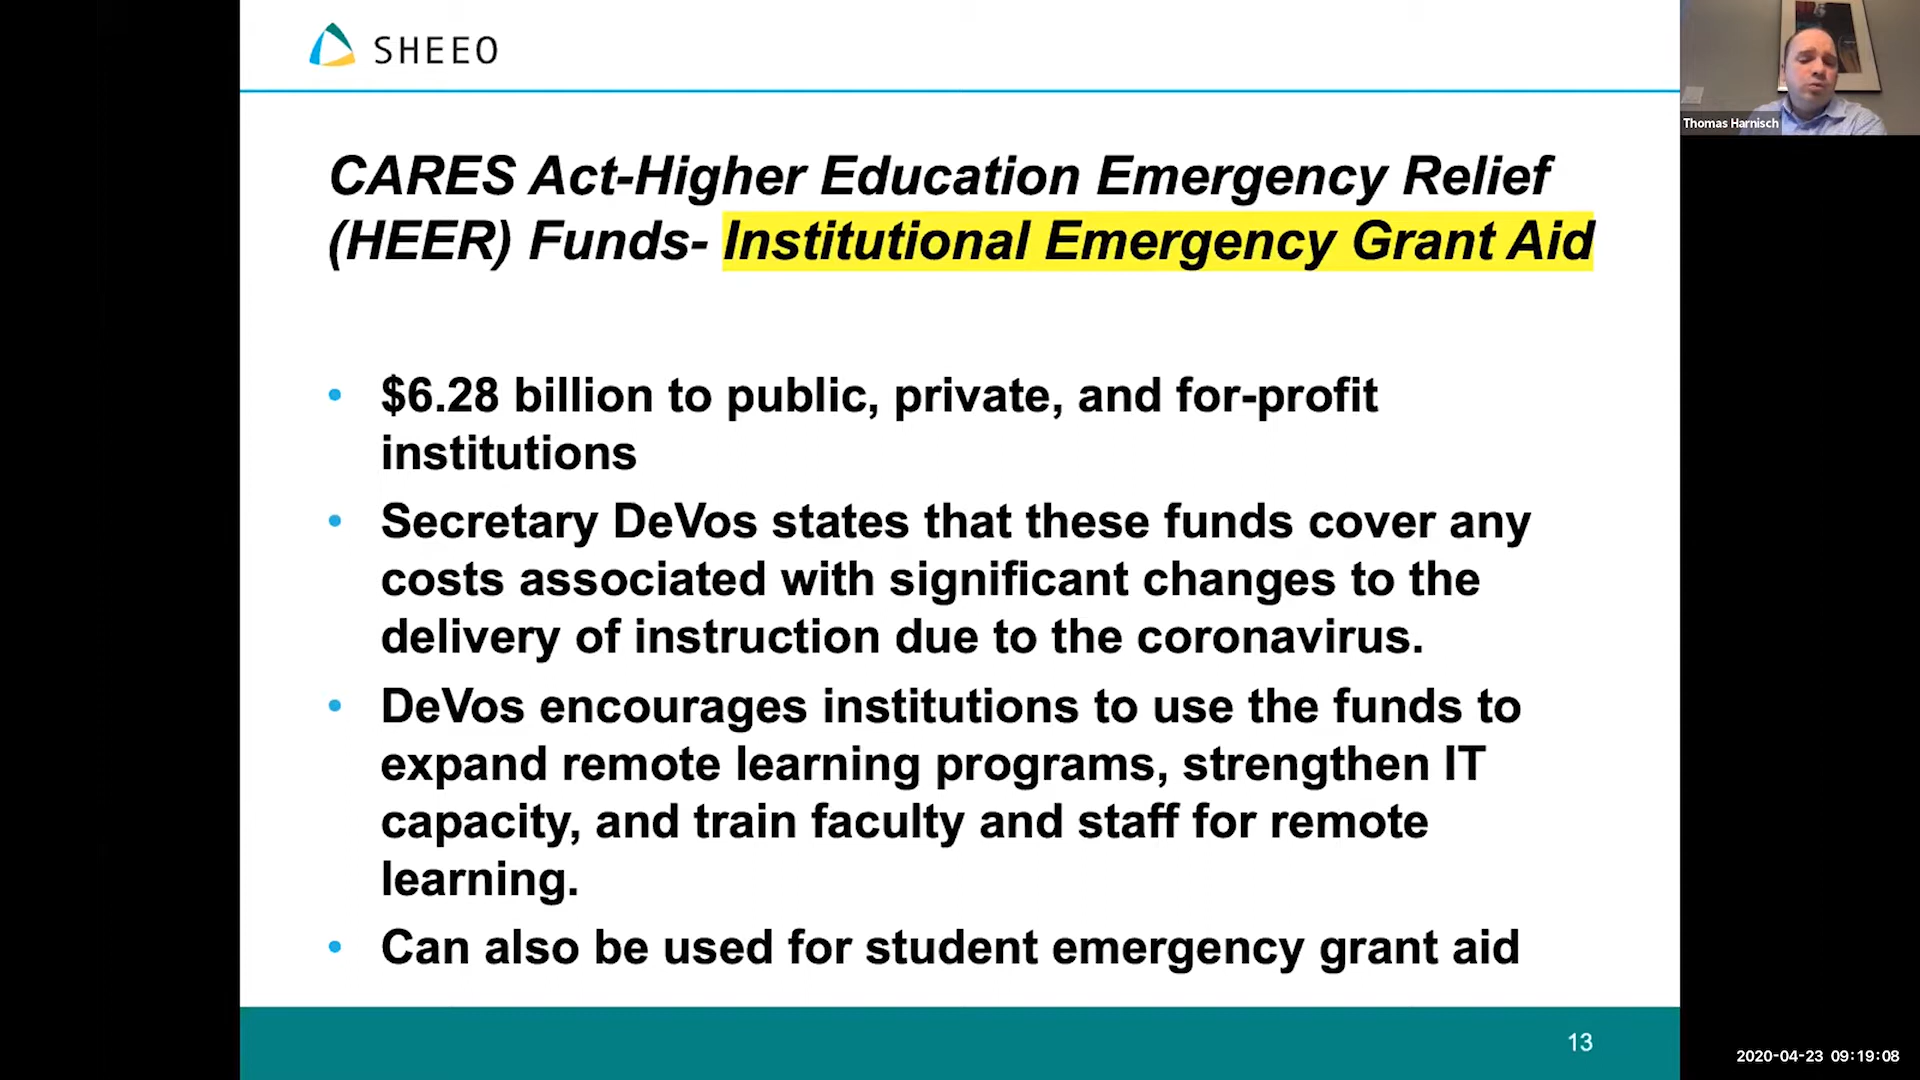 SHEEO
Thomas Harnisch
CARES Act-Higher Education Emergency Relief
(HEER) Funds- Institutional Emergency Grant Aid
• $6.28 billion to public, private, and for-profit
institutions
• Secretary DeVos states that these funds cover any
costs associated with significant changes to the
delivery of instruction due to the coronavirus.
• DeVos encourages institutions to use the funds to
expand remote learning programs, strengthen IT
capacity, and train faculty and staff for remote
learning.
• Can also be used for student emergency grant aid
13
2020-04-23 09:19:08